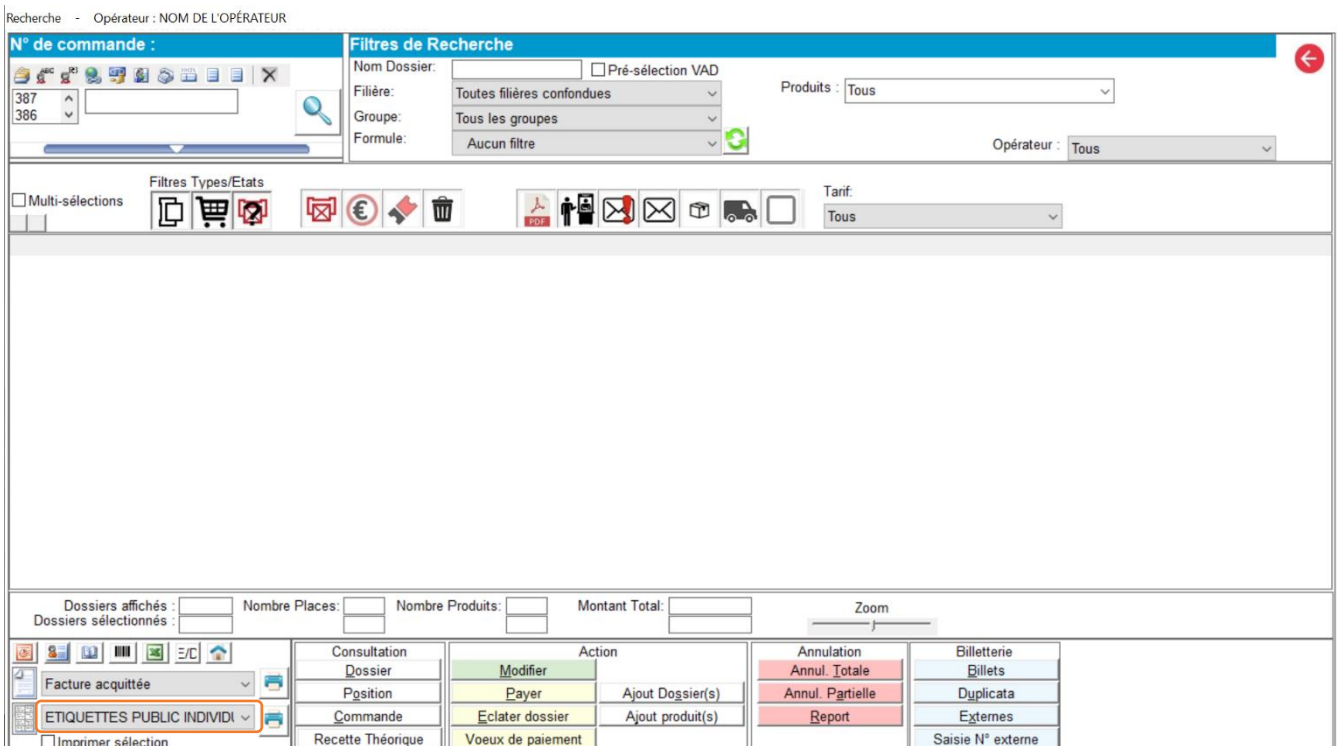 Recherche - Opérateur : NOM DE L'OPÉRATEUR
N° de commande :
Filtres de Recherche
Nom Dossier:
Pré-sélection VAD
Filière:
Toutes filières confondues
Groupe:
Tous les groupes
Formule:
Aucun filtre
Produits : Tous
Opérateur : Tous
387
386
Multi-sélections
Filtres Types/Etats
PDF
Tarif:
Tous
Dossiers affichés :
Nombre Places:
Nombre Produits:
Montant Total:
Zoom
Dossiers sélectionnés :
Consultation
Action
Annulation
Billetterie
Dossier
Modifier
Annul. Totale
Billets
Facture acquittée
Position
Payer
Ajout Dossier(s)
Annul. Partielle
Duplicata
ETIQUETTES PUBLIC INDIVIDU
Commande
Eclater dossier
Ajout produit(s)
Report
Externes
Imprimer sélection
Recette Théorique
Voeux de paiement
Saisie N° externe